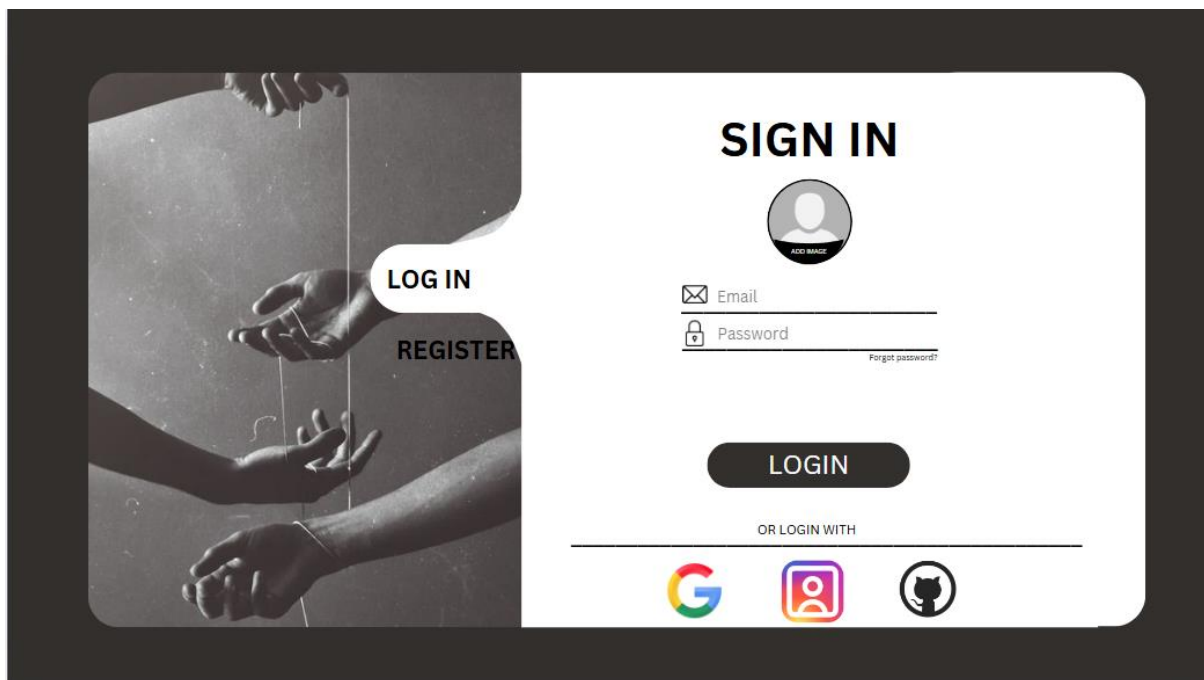 SIGN IN
ADD IMAGE
LOG IN
Email
Password
REGISTER
Forgot password?
LOGIN
OR LOGIN WITH